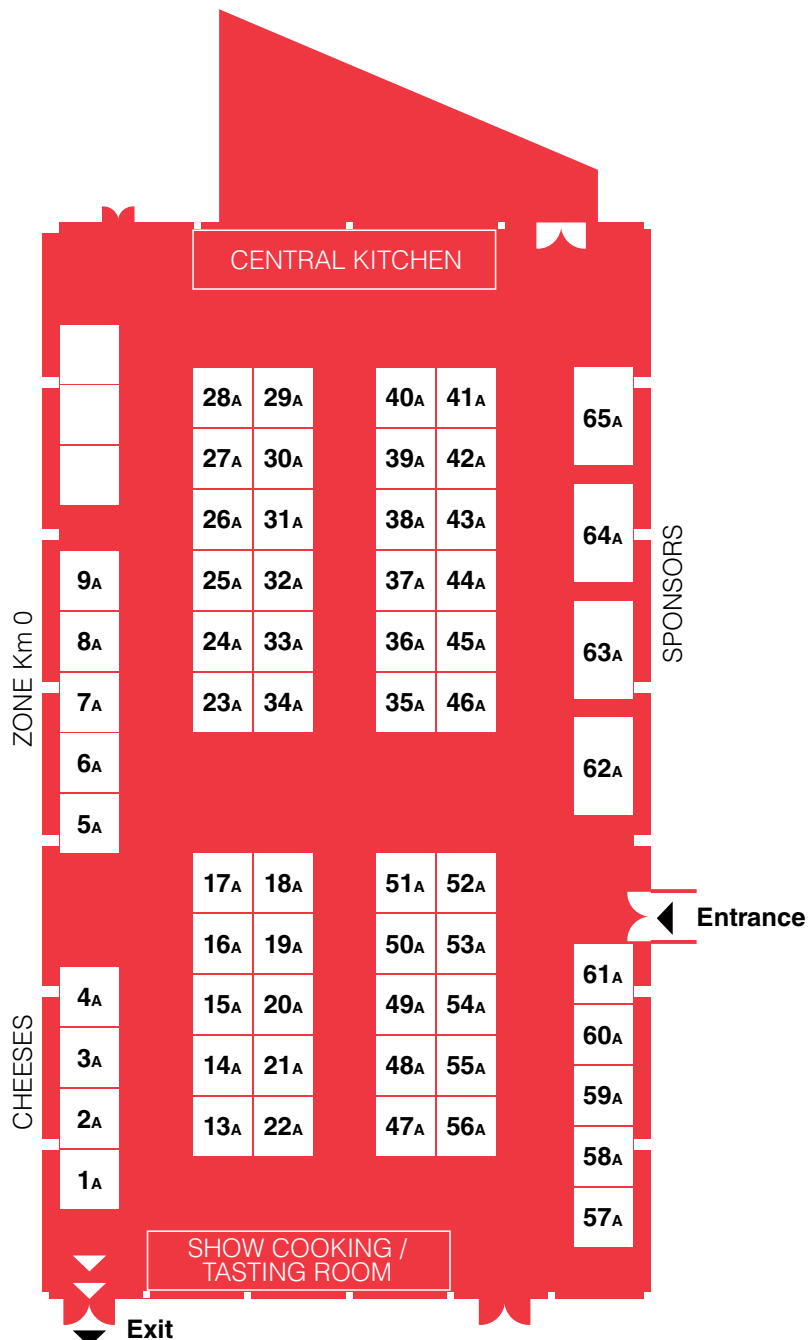 CENTRAL KITCHEN
28A 29A 40A 41A
65A
27A 30A 39A 42A
26A 31A 38A 43A
64A
9A 25A 32A 37A 44A
8A 24A 33A 36A 45A
63A
7A 23A 34A 35A 46A
6A
62A
5A
ZONE Km 0
SPONSORS
17A 18A 51A 52A
Entrance
16A 19A 50A 53A
61A
4A 15A 20A 49A 54A
60A
3A 14A 21A 48A 55A
59A
2A 13A 22A 47A 56A
58A
1A
57A
CHEESES
SHOW COOKING /
TASTING ROOM
Exit